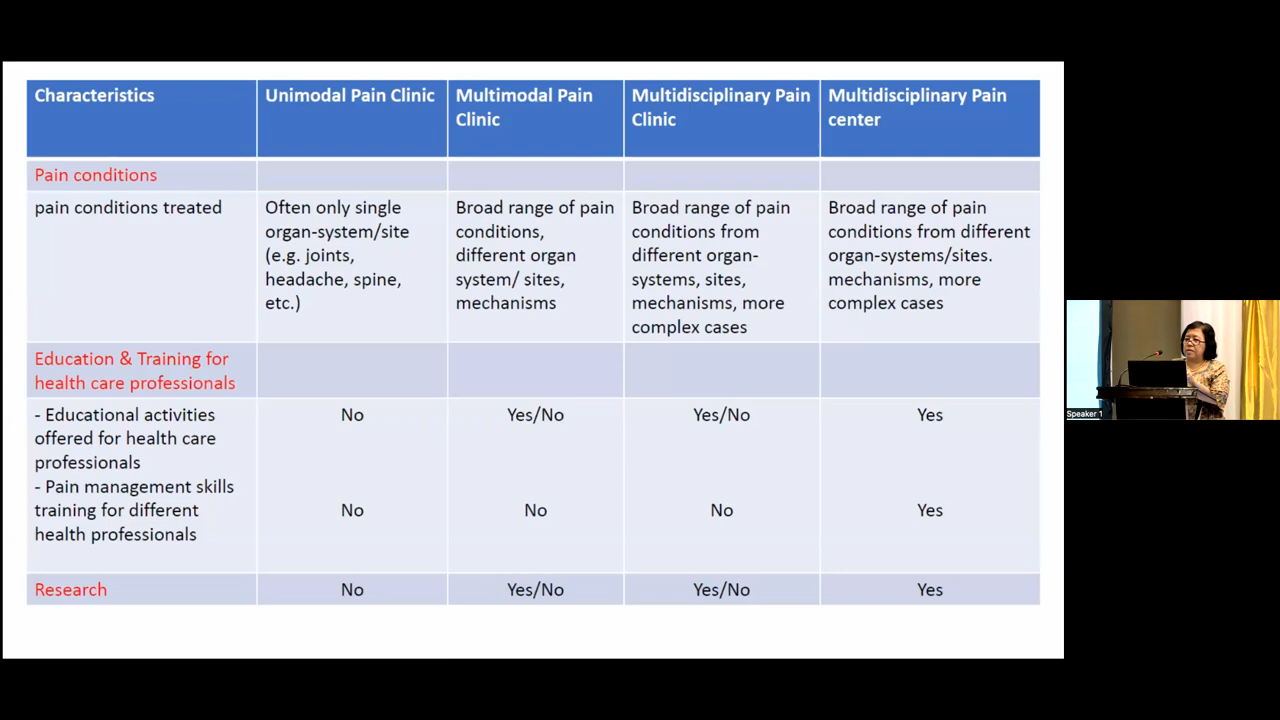 Characteristics
Unimodal Pain Clinic
Multimodal Pain
Clinic
Multidisciplinary Pain
Clinic
Multidisciplinary Pain
center
Pain conditions
pain conditions treated
Often only single
organ-system/site
(e.g. joints,
headache, spine,
etc.)
Broad range of pain
conditions,
different organ
system/ sites,
mechanisms
Broad range of pain
conditions from
different organ-
systems, sites,
mechanisms, more
complex cases
Broad range of pain
conditions from different
organ-systems/sites.
mechanisms, more
complex cases
Education & Training for
health care professionals
- Educational activities
offered for health care
professionals
No
Yes/No
Yes/No
Yes
- Pain management skills
training for different
health professionals
No
No
No
Yes
Research
No
Yes/No
Yes/No
Yes
Speaker 1